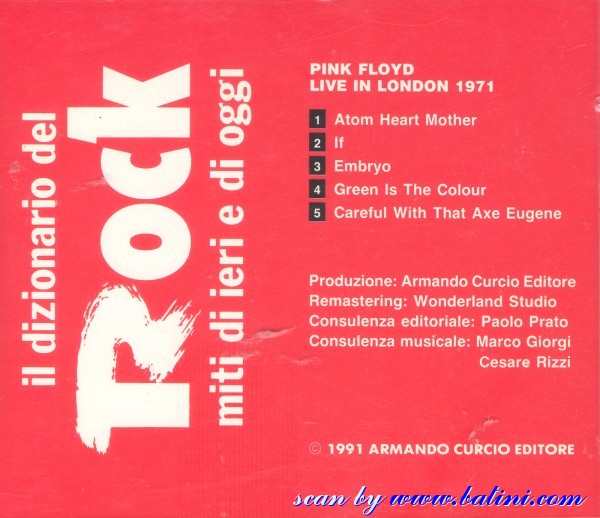 il dizionario del
Rock
miti di ieri e di oggi
PINK FLOYD
LIVE IN LONDON 1971
1 Atom Heart Mother
2 If
3 Embryo
4 Green Is The Colour
5 Careful With That Axe Eugene
Produzione: Armando Curcio Editore
Remastering: Wonderland Studio
Consulenza editoriale: Paolo Prato
Consulenza musicale: Marco Giorgi
Cesare Rizzi
© 1991 ARMANDO CURCIO EDITORE
scan by www.batini.com